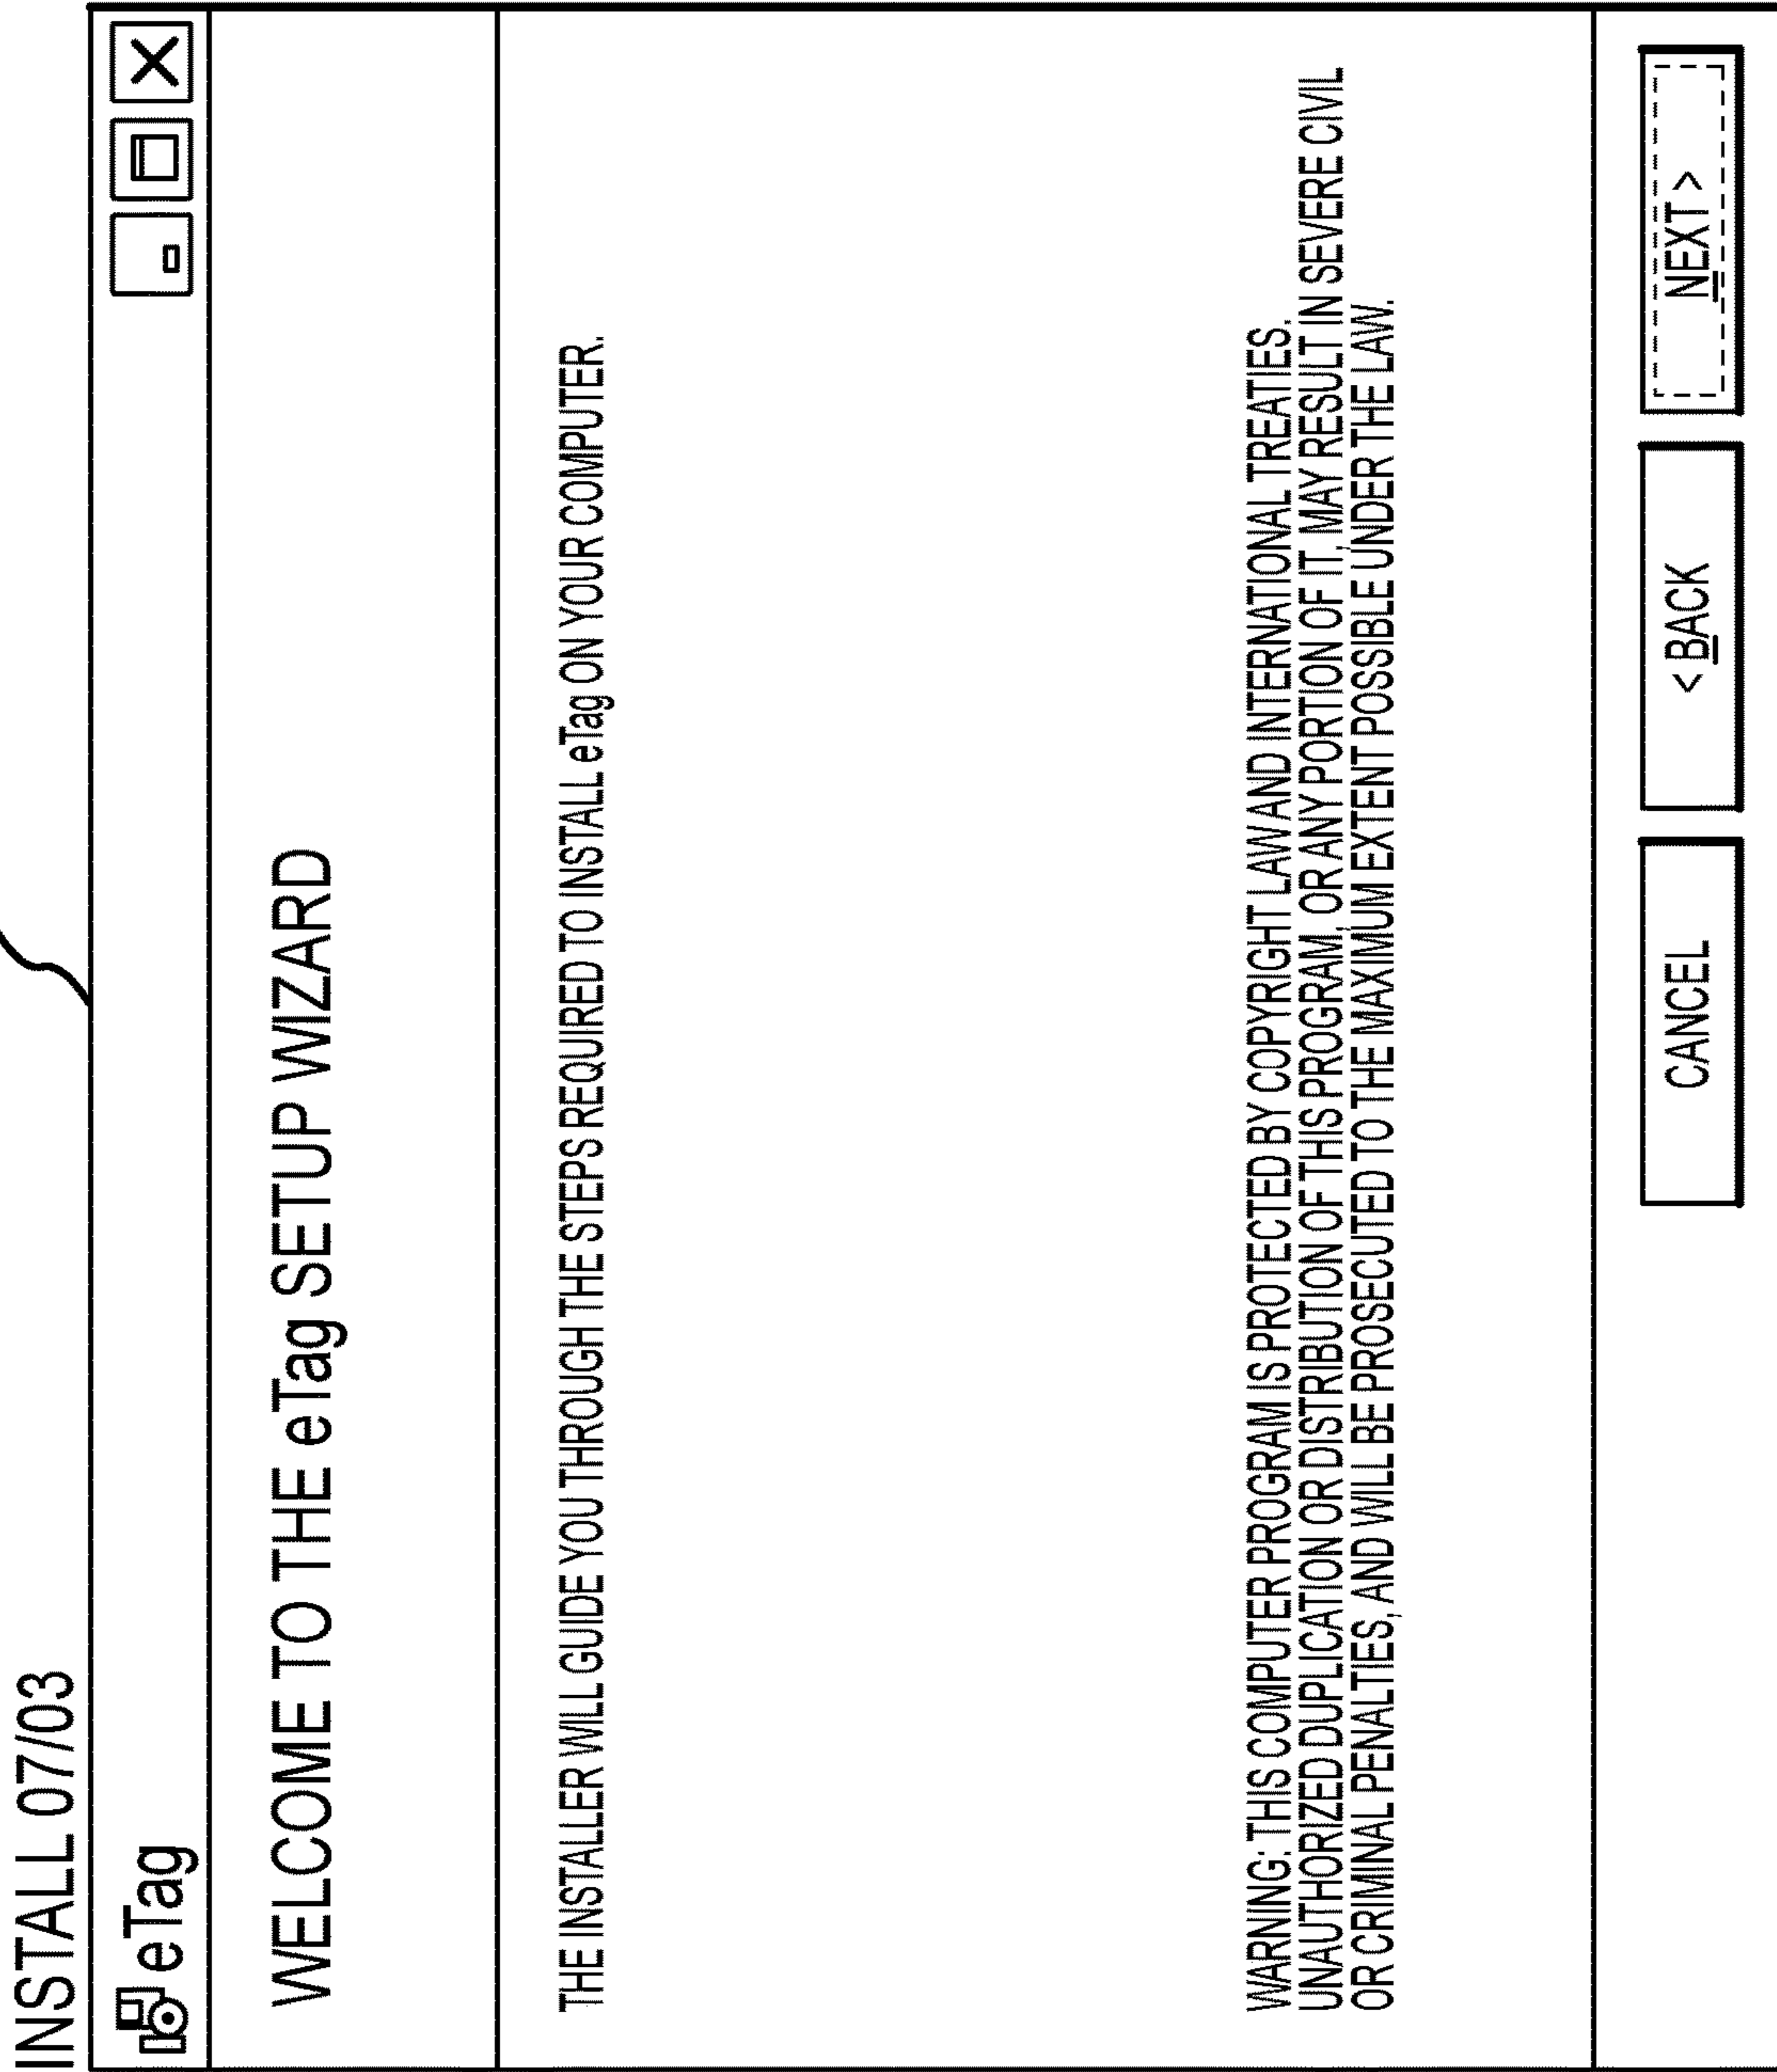 INSTALL 07/03
eTag
WELCOME TO THE eTag SETUP WIZARD
THE INSTALLER WILL GUIDE YOU THROUGH THE STEPS REQUIRED TO INSTALL eTag ON YOUR COMPUTER.
WARNING: THIS COMPUTER PROGRAM IS PROTECTED BY COPYRIGHT LAW AND INTERNATIONAL TREATIES.
UNAUTHORIZED DUPLICATION OR DISTRIBUTION OF THIS PROGRAM, OR ANY PORTION OF IT, MAY RESULT IN SEVERE CIVIL
OR CRIMINAL PENALTIES, AND WILL BE PROSECUTED TO THE MAXIMUM EXTENT POSSIBLE UNDER THE LAW.
CANCEL < BACK NEXT >